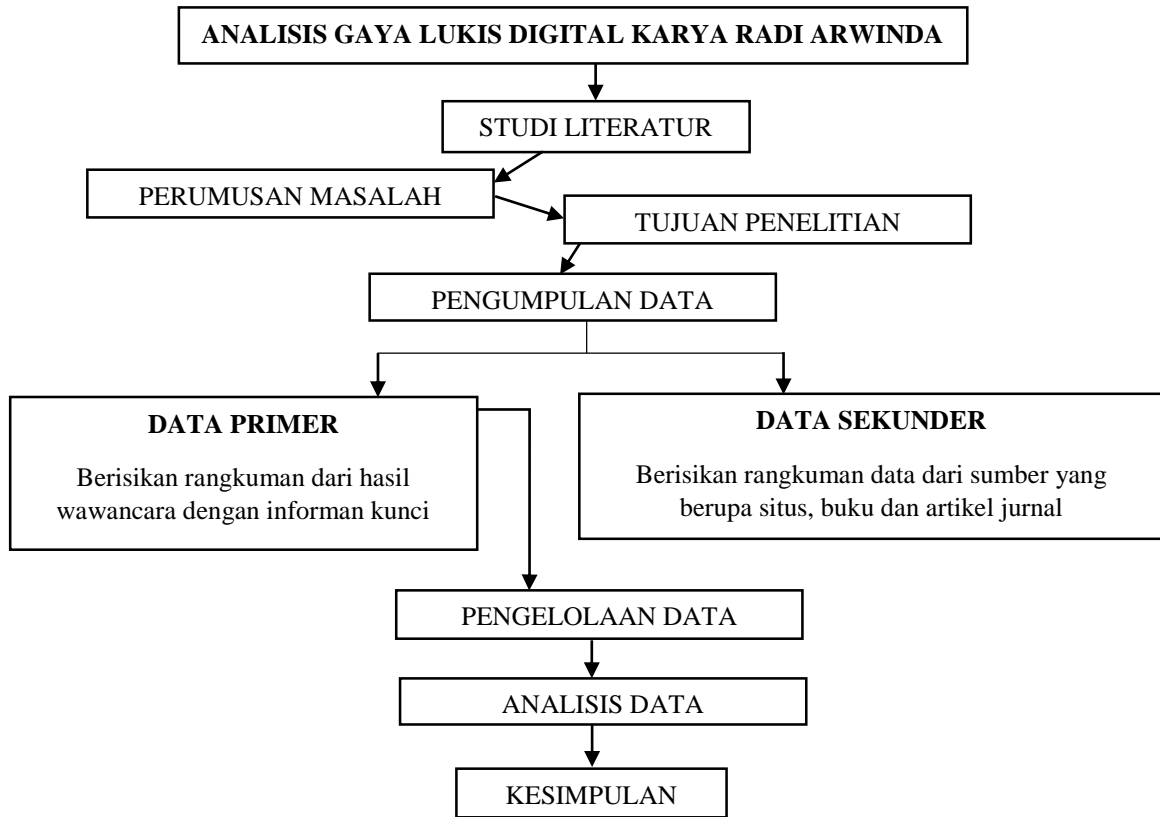 ANALISIS GAYA LUKIS DIGITAL KARYA RADI ARWINDA
STUDI LITERATUR
PERUMUSAN MASALAH
TUJUAN PENELITIAN
PENGUMPULAN DATA
DATA PRIMER
Berisikan rangkuman dari hasil
wawancara dengan informan kunci
DATA SEKUNDER
Berisikan rangkuman data dari sumber yang
berupa situs, buku dan artikel jurnal
PENGELOLAAN DATA
ANALISIS DATA
KESIMPULAN